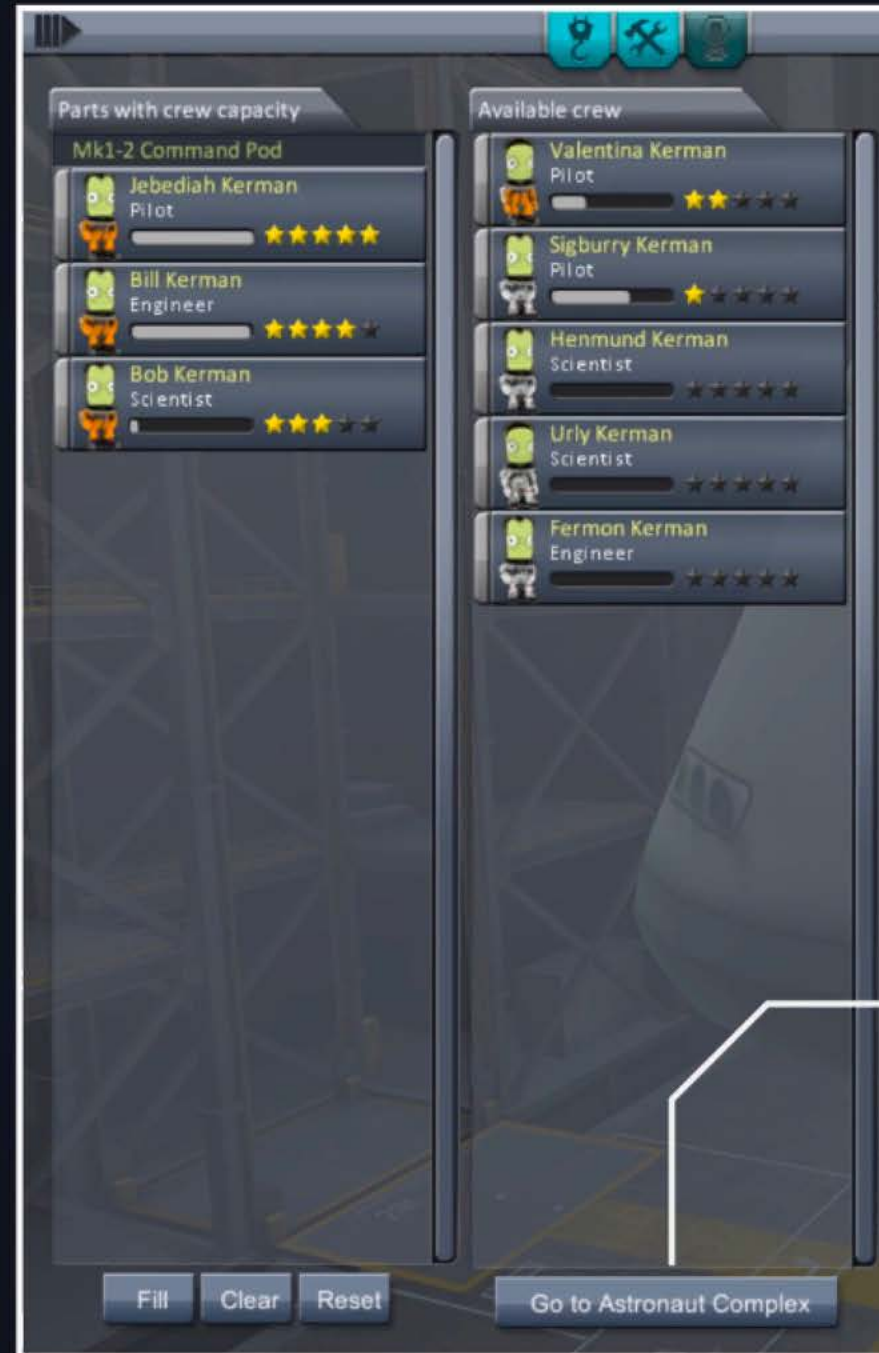 Parts with crew capacity
Mk1-2 Command Pod
Jebediah Kerman
Pilot
Bill Kerman
Engineer
Bob Kerman
Scientist
Fill
Clear
Reset
Available crew
Valentina Kerman
Pilot
Sigburry Kerman
Pilot
Henmund Kerman
Scientist
Urly Kerman
Scientist
Fermon Kerman
Engineer
Go to Astronaut Complex